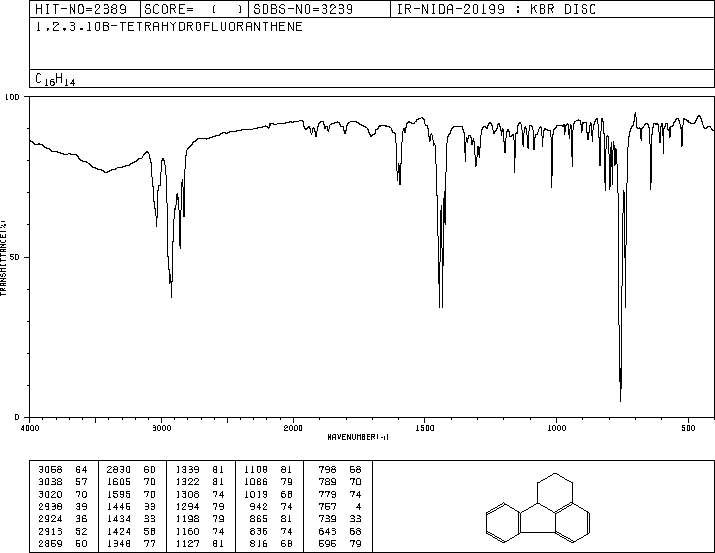 HIT-NO=2389 SCORE= ( ) SDBS-NO=3239 IR-NIDA-20199 : KBR DISC
1,2,3,10B-TETRAHYDROFLUORANTHENE
C16H14
100
50
0
TRANSMITTANCE(%)
4000 3000 2000 1500 1000 500
WAVENUMBER(-1)
3068 64 2830 60 1339 81 1108 81 798 68
3038 57 1605 70 1322 81 1086 79 789 70
3020 70 1595 70 1308 74 1019 68 779 74
2938 39 1446 33 1294 79 942 74 757 4
2924 36 1434 33 1198 79 865 81 739 33
2913 52 1424 58 1160 74 836 74 643 68
2859 50 1348 77 1127 81 816 68 596 79